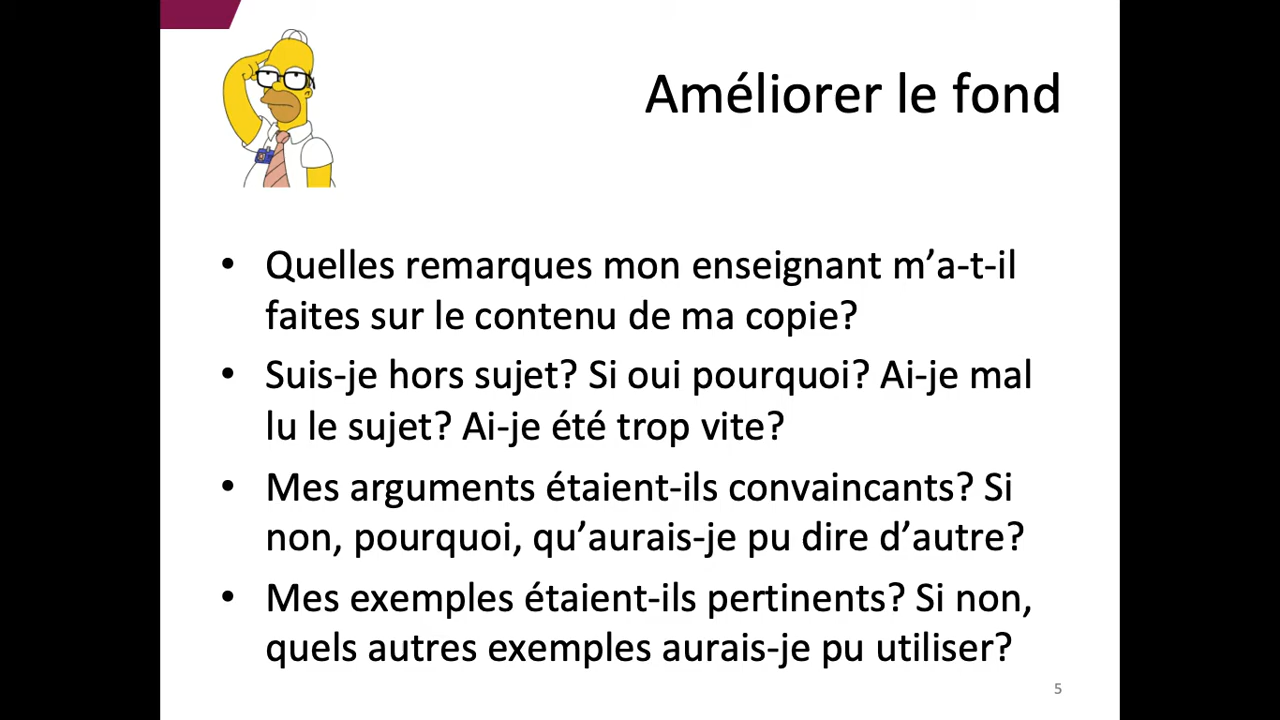 Améliorer le fond
• Quelles remarques mon enseignant m’a-t-il
faites sur le contenu de ma copie?
• Suis-je hors sujet? Si oui pourquoi? Ai-je mal
lu le sujet? Ai-je été trop vite?
• Mes arguments étaient-ils convaincants? Si
non, pourquoi, qu’aurais-je pu dire d’autre?
• Mes exemples étaient-ils pertinents? Si non,
quels autres exemples aurais-je pu utiliser?
5